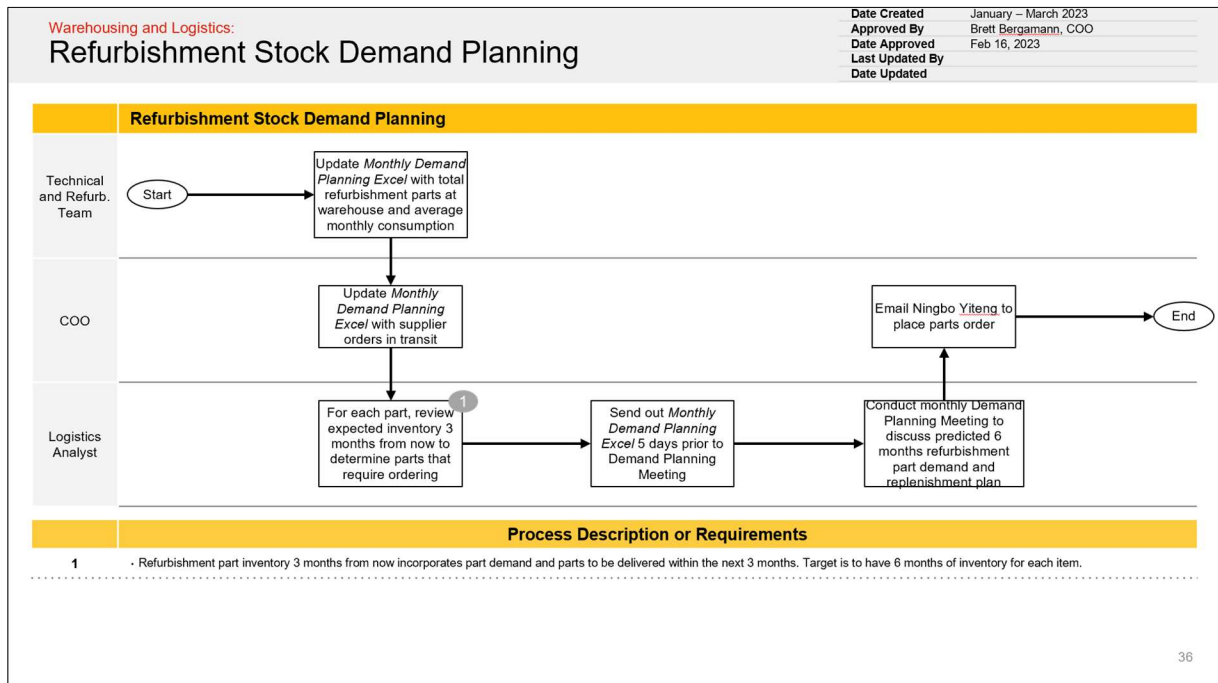 Warehousing and Logistics:
Refurbishment Stock Demand Planning
Date Created January – March 2023
Approved By Brett Bergamann, COO
Date Approved Feb 16, 2023
Last Updated By
Date Updated
Refurbishment Stock Demand Planning
Technical
and Refurb.
Team
Start
Update Monthly Demand
Planning Excel with total
refurbishment parts at
warehouse and average
monthly consumption
COO
Update Monthly
Demand Planning
Excel with supplier
orders in transit
Email Ningbo Yiteng to
place parts order
End
Logistics
Analyst
1
For each part, review
expected inventory 3
months from now to
determine parts that
require ordering
Send out Monthly
Demand Planning
Excel 5 days prior to
Demand Planning
Meeting
Conduct monthly Demand
Planning Meeting to
discuss predicted 6
months refurbishment
part demand and
replenishment plan
Process Description or Requirements
1 · Refurbishment part inventory 3 months from now incorporates part demand and parts to be delivered within the next 3 months. Target is to have 6 months of inventory for each item.
36